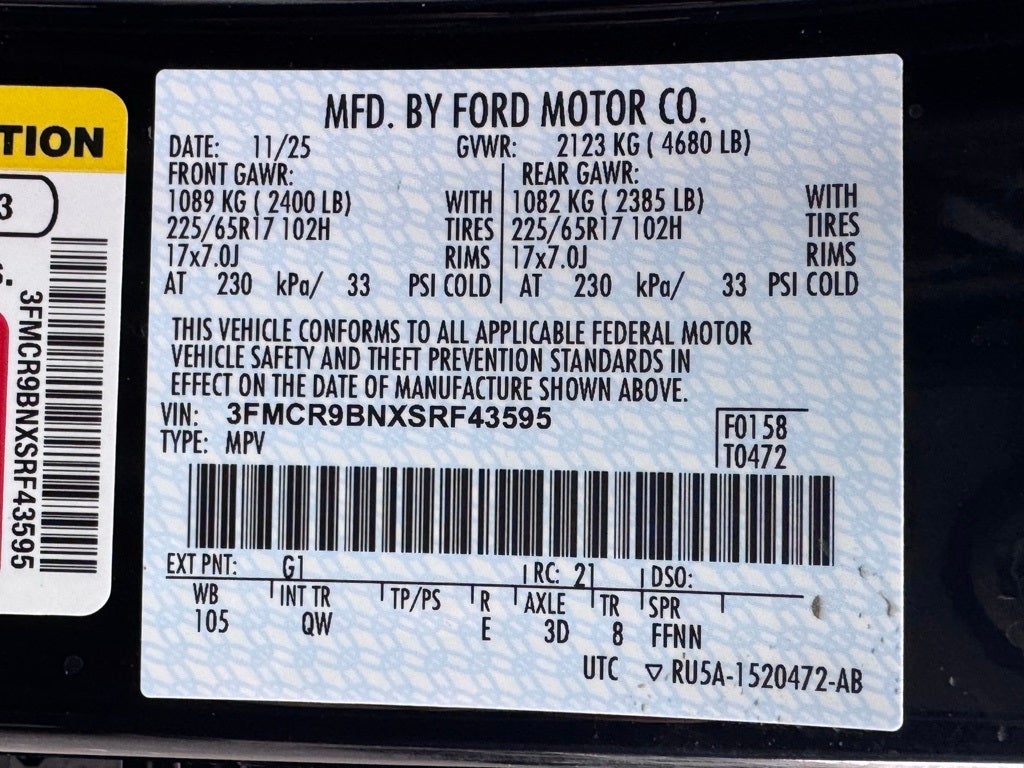 TION
3
S.
3FMCR9BNXSRF43595
MFD. BY FORD MOTOR CO.
DATE: 11/25 GVWR: 2123 KG ( 4680 LB)
FRONT GAWR: REAR GAWR:
1089 KG ( 2400 LB) WITH 1082 KG ( 2385 LB) WITH
225/65R17 102H TIRES 225/65R17 102H TIRES
17x7.0J RIMS 17x7.0J RIMS
AT 230 kPa/ 33 PSI COLD AT 230 kPa/ 33 PSI COLD
THIS VEHICLE CONFORMS TO ALL APPLICABLE FEDERAL MOTOR
VEHICLE SAFETY AND THEFT PREVENTION STANDARDS IN
EFFECT ON THE DATE OF MANUFACTURE SHOWN ABOVE.
VIN: 3FMCR9BNXSRF43595 F0158
TYPE: MPV T0472
EXT PNT: G1 RC: 21 DSO:
WB INT TR TP/PS R AXLE TR SPR
105 QW E 3D 8 FFNN
UTC ▽ RU5A-1520472-AB